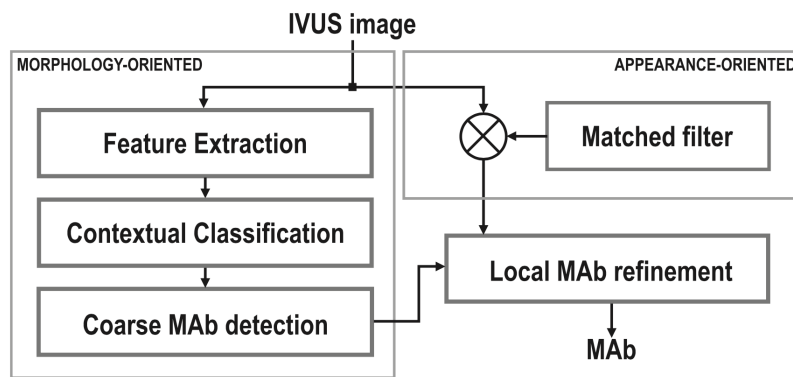 IVUS image
MORPHOLOGY-ORIENTED
APPEARANCE-ORIENTED
Feature Extraction
Matched filter
Contextual Classification
Local MAb refinement
Coarse MAb detection
MAb